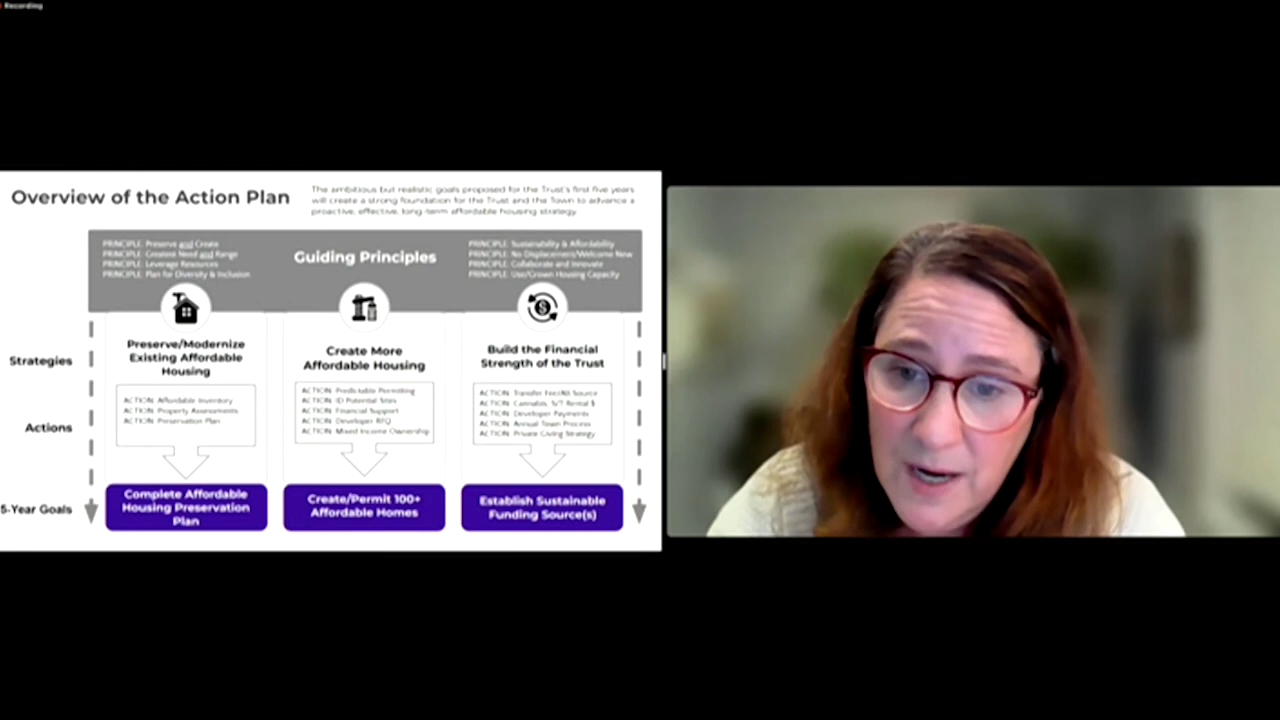 Recording
Overview of the Action Plan
The ambitious but realistic goals proposed for the Trust's first five years
will create a strong foundation for the Trust and the Town to advance a
proactive, effective, long-term affordable housing strategy.
PRINCIPLE: Preserve and Create
PRINCIPLE: Greatest Need and Range
PRINCIPLE: Leverage Resources
PRINCIPLE: Plan for Diversity & Inclusion
Guiding Principles
PRINCIPLE: Sustainability & Affordability
PRINCIPLE: No Displacement/Welcome New
PRINCIPLE: Collaborate and Innovate
PRINCIPLE: Use/Grown Housing Capacity
Strategies
Preserve/Modernize
Existing Affordable
Housing
Create More
Affordable Housing
Build the Financial
Strength of the Trust
Actions
ACTION: Affordable Inventory
ACTION: Property Assessments
ACTION: Preservation Plan
ACTION: Predictable Permitting
ACTION: ID Potential Sites
ACTION: Financial Support
ACTION: Developer RFQ
ACTION: Mixed Income Ownership
ACTION: Transfer Fee/Alt Source
ACTION: Cannabis, S/T Rental $
ACTION: Developer Payments
ACTION: Annual Town Process
ACTION: Private Giving Strategy
5-Year Goals
Complete Affordable
Housing Preservation
Plan
Create/Permit 100+
Affordable Homes
Establish Sustainable
Funding Source(s)